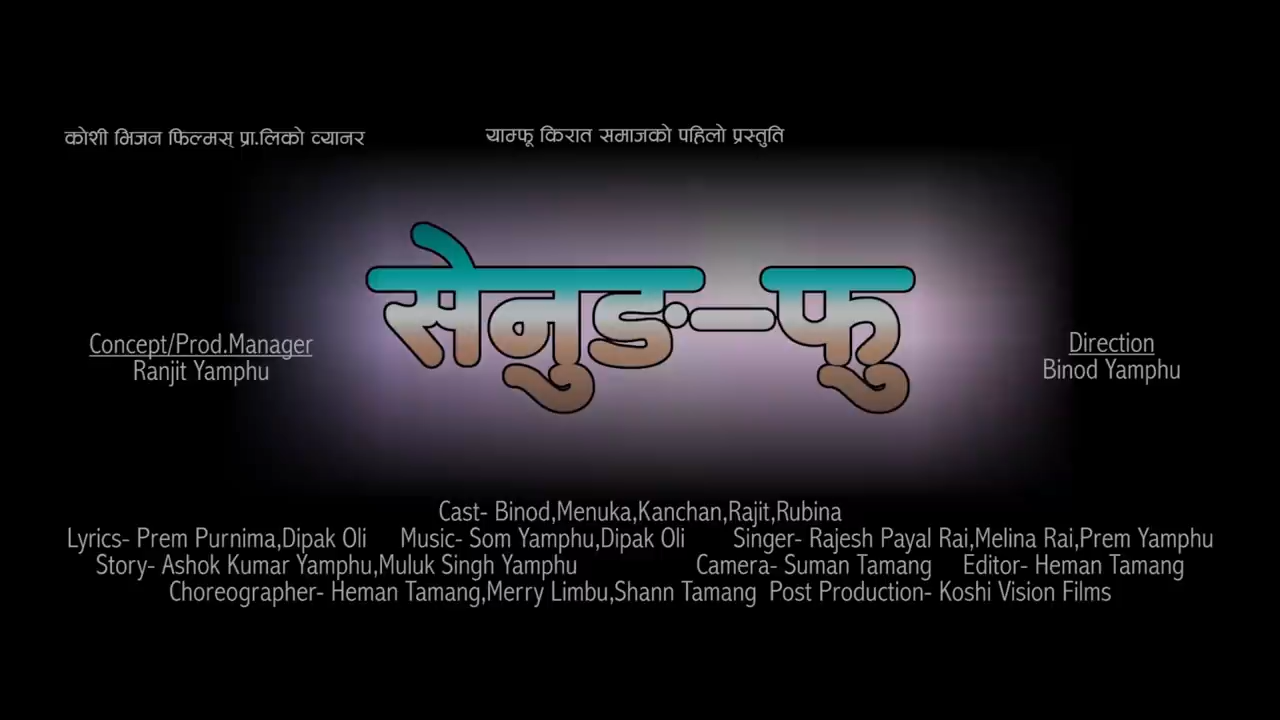 कोशी भिजन फिल्मस् प्रा.लिको व्यानर
याम्फू किरात समाजको पहिलो प्रस्तुति
सेनुङ-फु
Concept/Prod.Manager
Ranjit Yamphu
Direction
Binod Yamphu
Cast- Binod,Menuka,Kanchan,Rajit,Rubina
Lyrics- Prem Purnima,Dipak Oli Music- Som Yamphu,Dipak Oli Singer- Rajesh Payal Rai,Melina Rai,Prem Yamphu
Story- Ashok Kumar Yamphu,Muluk Singh Yamphu Camera- Suman Tamang Editor- Heman Tamang
Choreographer- Heman Tamang,Merry Limbu,Shann Tamang Post Production- Koshi Vision Films